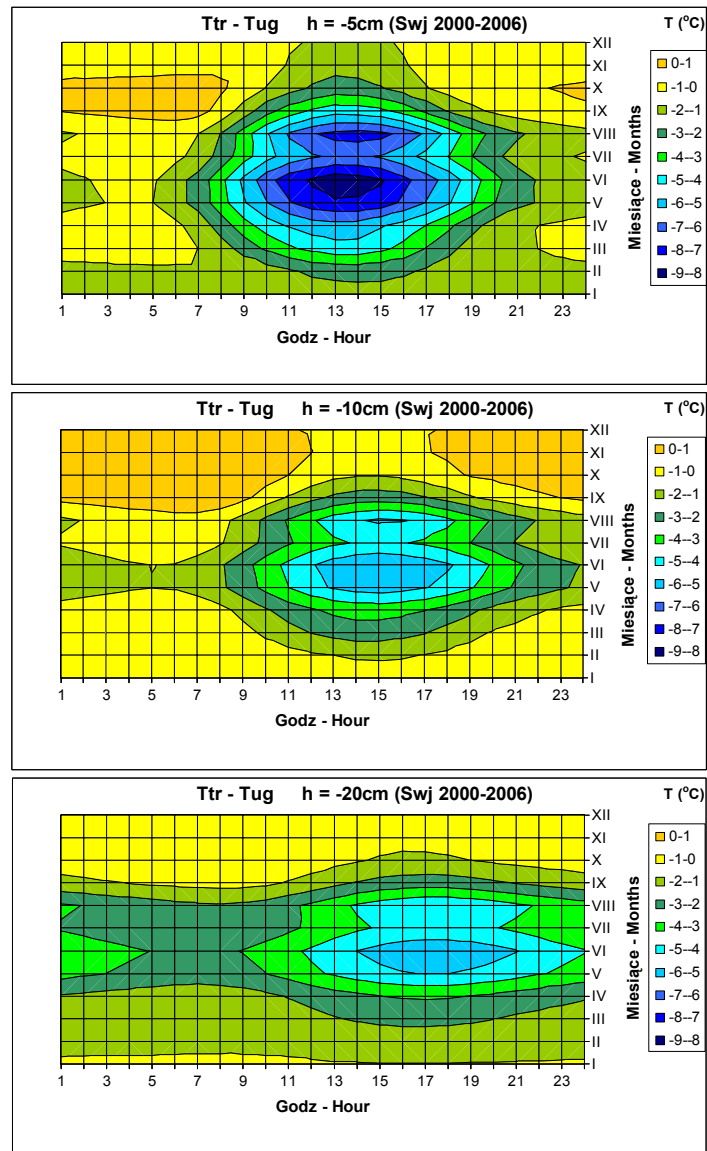 Ttr - Tug h = -5cm (Swj 2000-2006) T (°C)
XII
XI
X
IX
VIII
VII
VI
V
IV
III
II
I
Miesiące - Months
0-1
-1-0
-2--1
-3--2
-4--3
-5--4
-6--5
-7--6
-8--7
-9--8
1 3 5 7 9 11 13 15 17 19 21 23
Godz - Hour
Ttr - Tug h = -10cm (Swj 2000-2006) T (°C)
XII
XI
X
IX
VIII
VII
VI
V
IV
III
II
I
Miesiące - Months
0-1
-1-0
-2--1
-3--2
-4--3
-5--4
-6--5
-7--6
-8--7
-9--8
1 3 5 7 9 11 13 15 17 19 21 23
Godz - Hour
Ttr - Tug h = -20cm (Swj 2000-2006) T (°C)
XII
XI
X
IX
VIII
VII
VI
V
IV
III
II
I
Miesiące - Months
0-1
-1-0
-2--1
-3--2
-4--3
-5--4
-6--5
-7--6
-8--7
-9--8
1 3 5 7 9 11 13 15 17 19 21 23
Godz - Hour